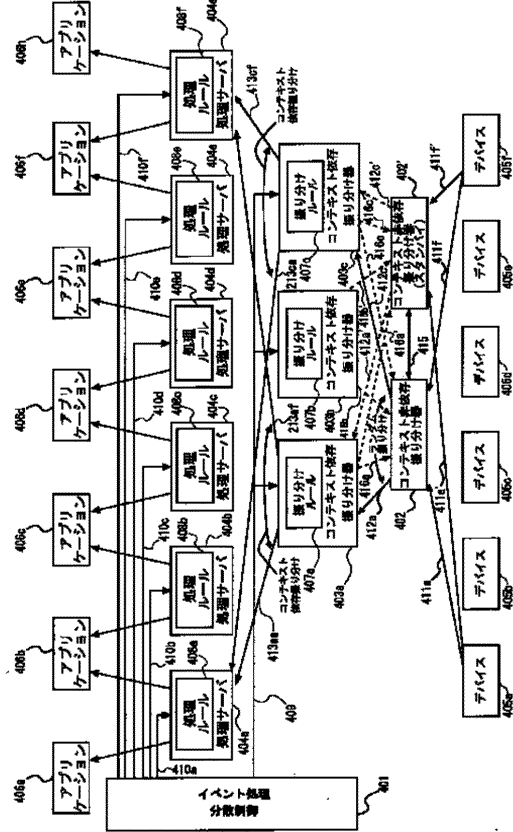 406a
アプリ
ケーション
406b
アプリ
ケーション
406c
アプリ
ケーション
406d
アプリ
ケーション
406e
アプリ
ケーション
406f
アプリ
ケーション
406h
アプリ
ケーション
410a
410b
410c
410d
410e
410f
408a
処理
ルール
処理サーバ
404a
408b
404b
処理
ルール
処理サーバ
408c
404c
処理
ルール
処理サーバ
408d
404d
処理
ルール
処理サーバ
408e
404e
処理
ルール
処理サーバ
408f
404e
処理
ルール
処理サーバ
イベント処理
分散制御
401
409
413aa
コンテキスト
依存振り分け
213af
213ca
413cf
コンテキスト
依存振り分け
振り分けルール
407a
コンテキスト依存
振り分け器
403a
振り分けルール
407b
コンテキスト依存
振り分け器
403b
振り分けルール
407c
コンテキスト依存
振り分け器
403c
412a
416a
412a
412c
416c
412c'
コンテキスト非依存
振り分け器
402
415
416a
コンテキスト非依存
振り分け器
(スタンバイ)
402'
411a
411a
411f
411f'
405a
デバイス
405b
デバイス
405c
デバイス
405d
デバイス
405e
デバイス
405f
デバイス